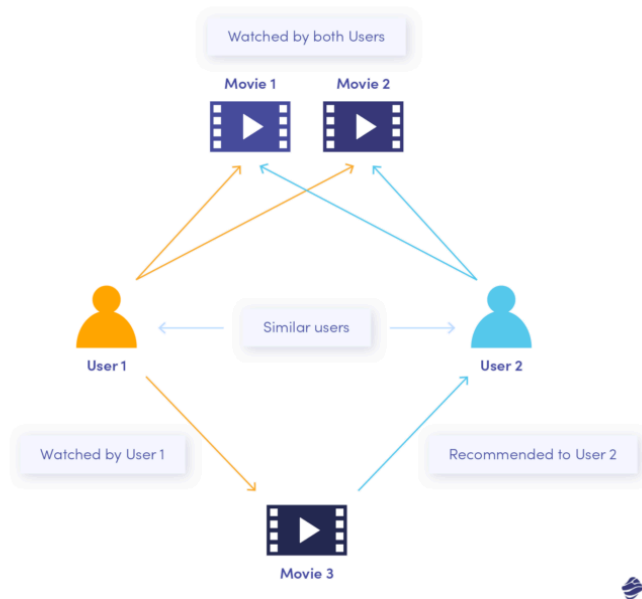 Watched by both Users
Movie 1
Movie 2
Similar users
User 1
User 2
Watched by User 1
Recommended to User 2
Movie 3